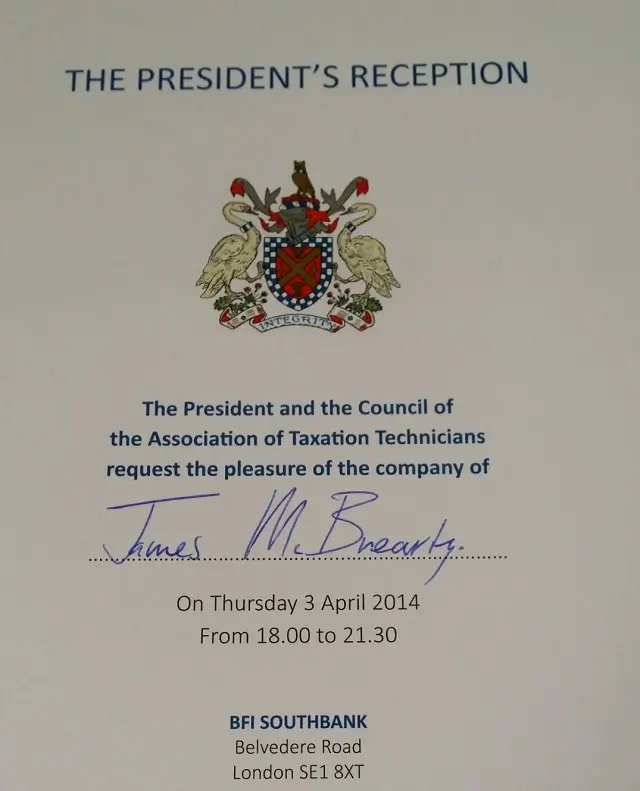 THE PRESIDENT'S RECEPTION
INTEGRITY
The President and the Council of
the Association of Taxation Technicians
request the pleasure of the company of
James McBrearty.
On Thursday 3 April 2014
From 18.00 to 21.30
BFI SOUTHBANK
Belvedere Road
London SE1 8XT